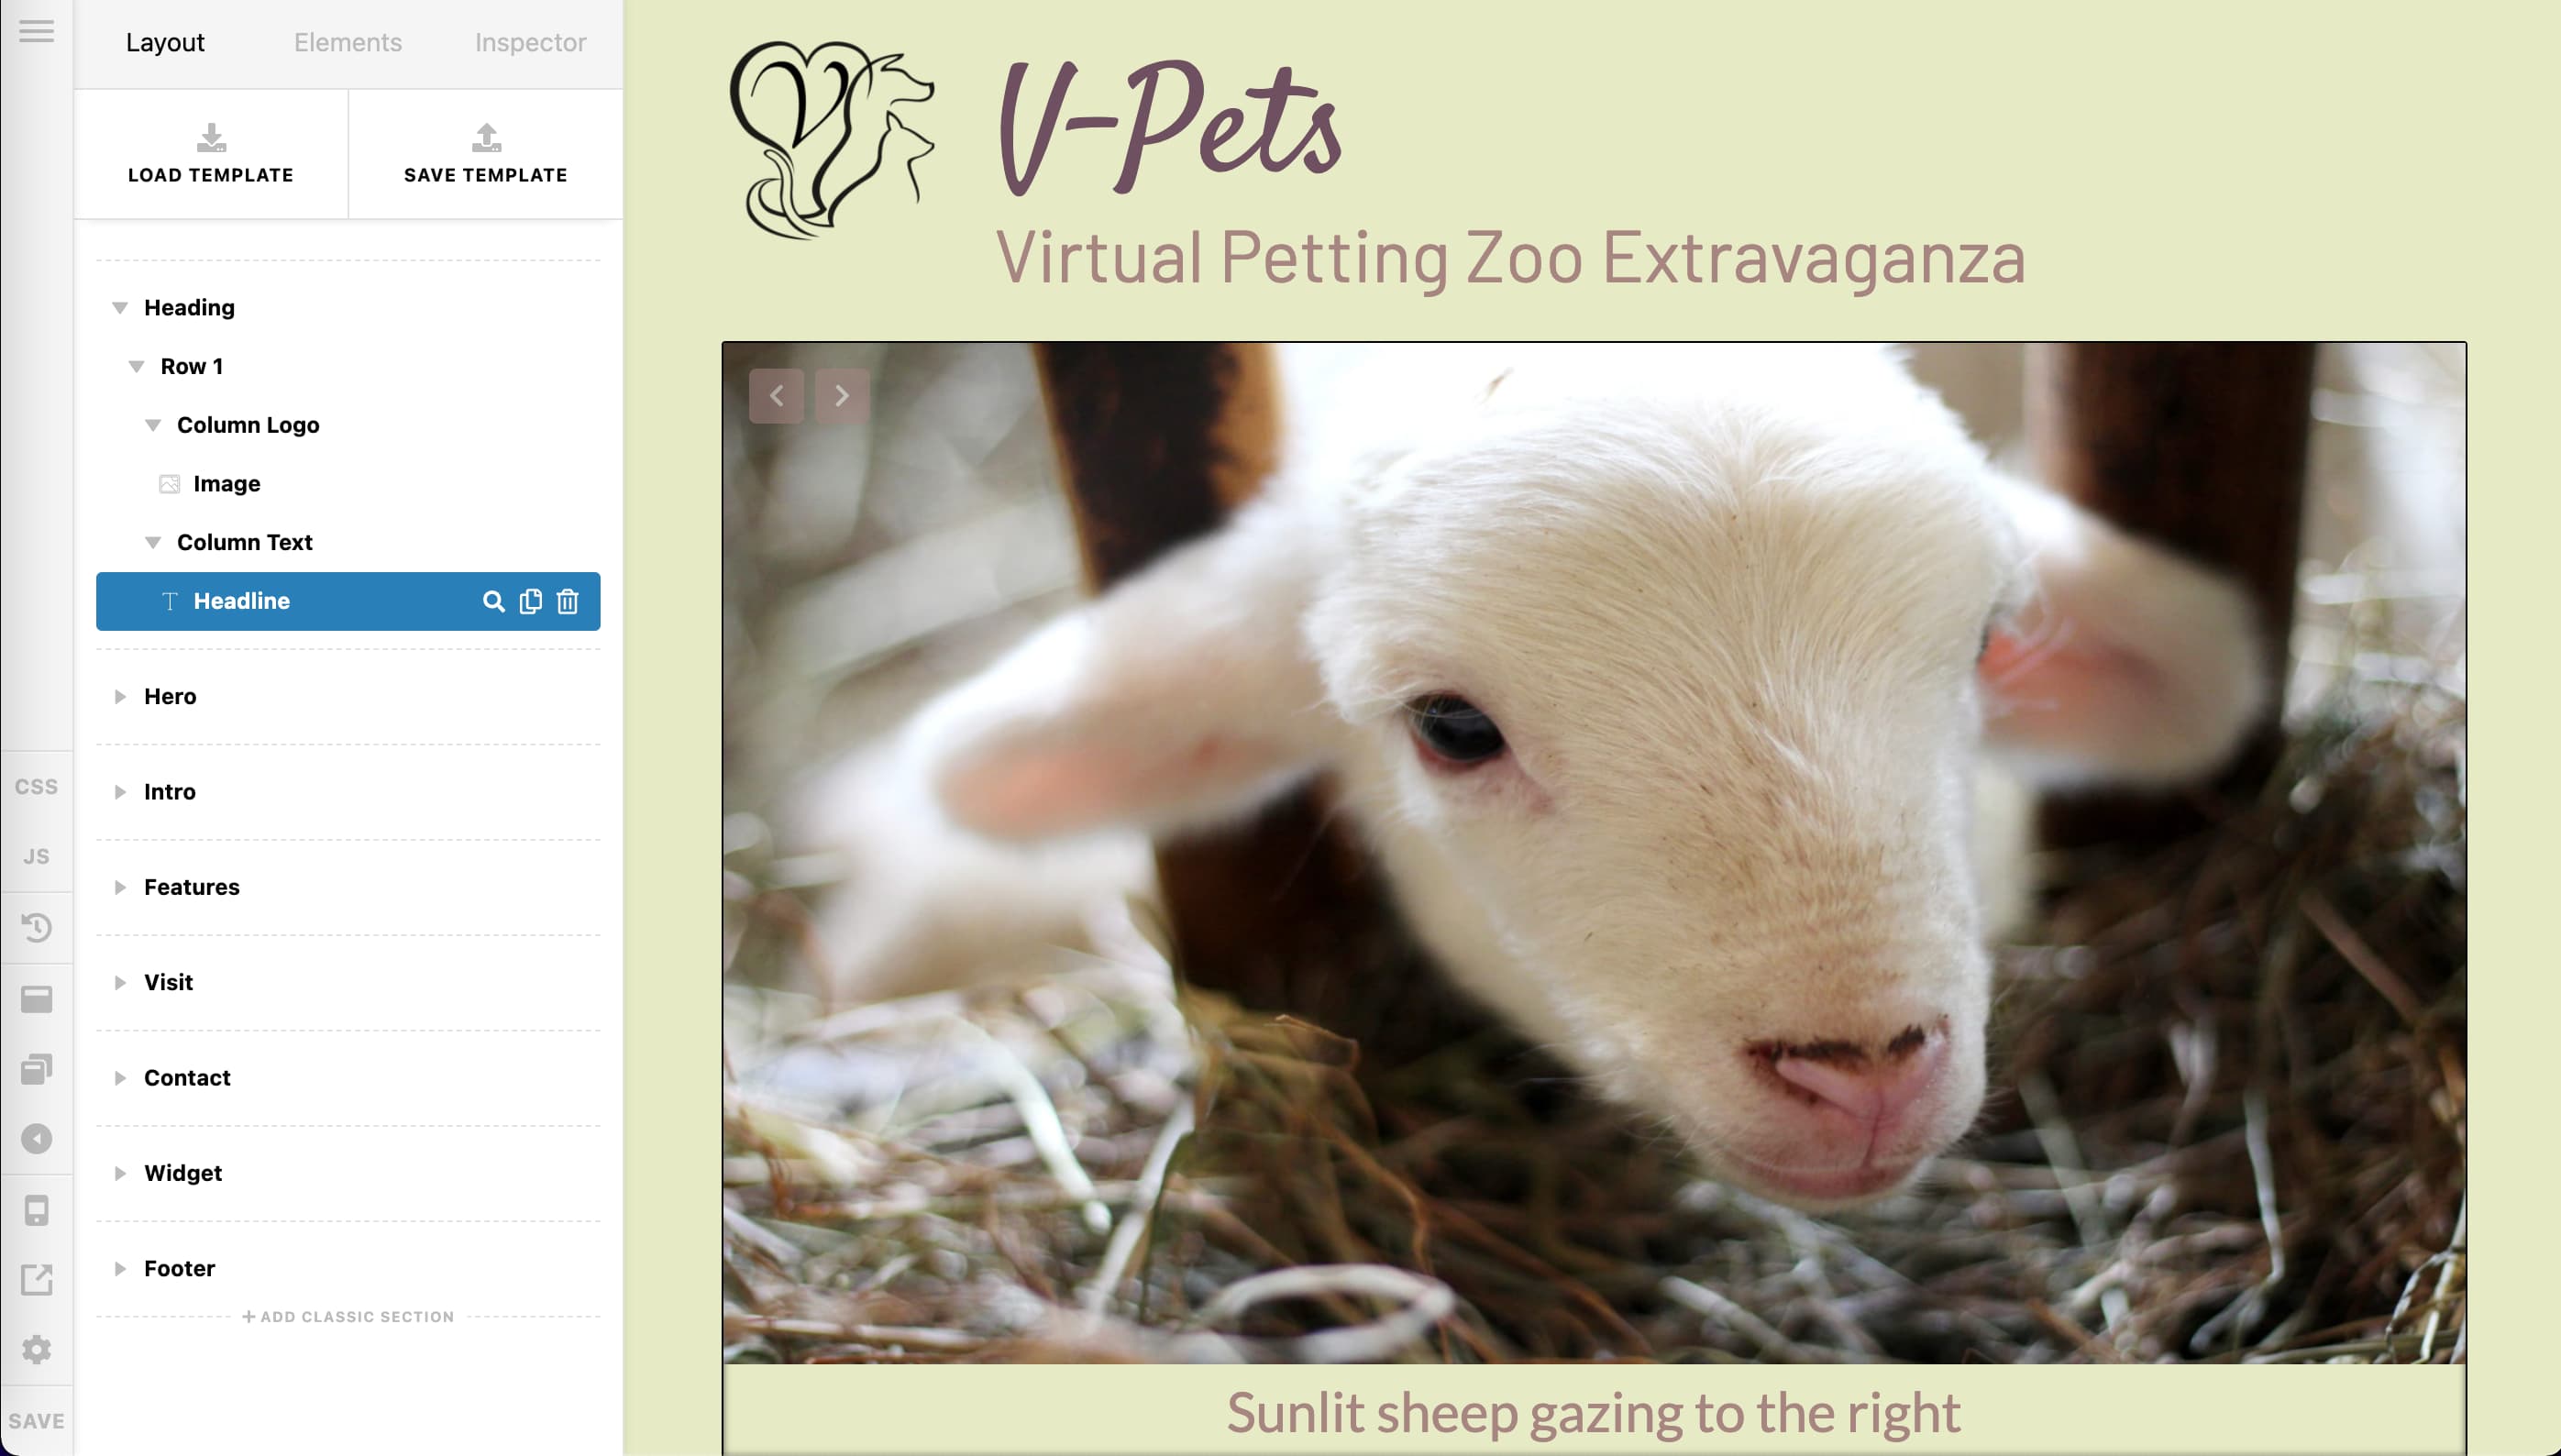 Layout Elements Inspector
LOAD TEMPLATE SAVE TEMPLATE
Heading
Row 1
Column Logo
Image
Column Text
Headline
Hero
Intro
Features
Visit
Contact
Widget
Footer
+ ADD CLASSIC SECTION
CSS
JS
SAVE
V-Pets
Virtual Petting Zoo Extravaganza
Sunlit sheep gazing to the right